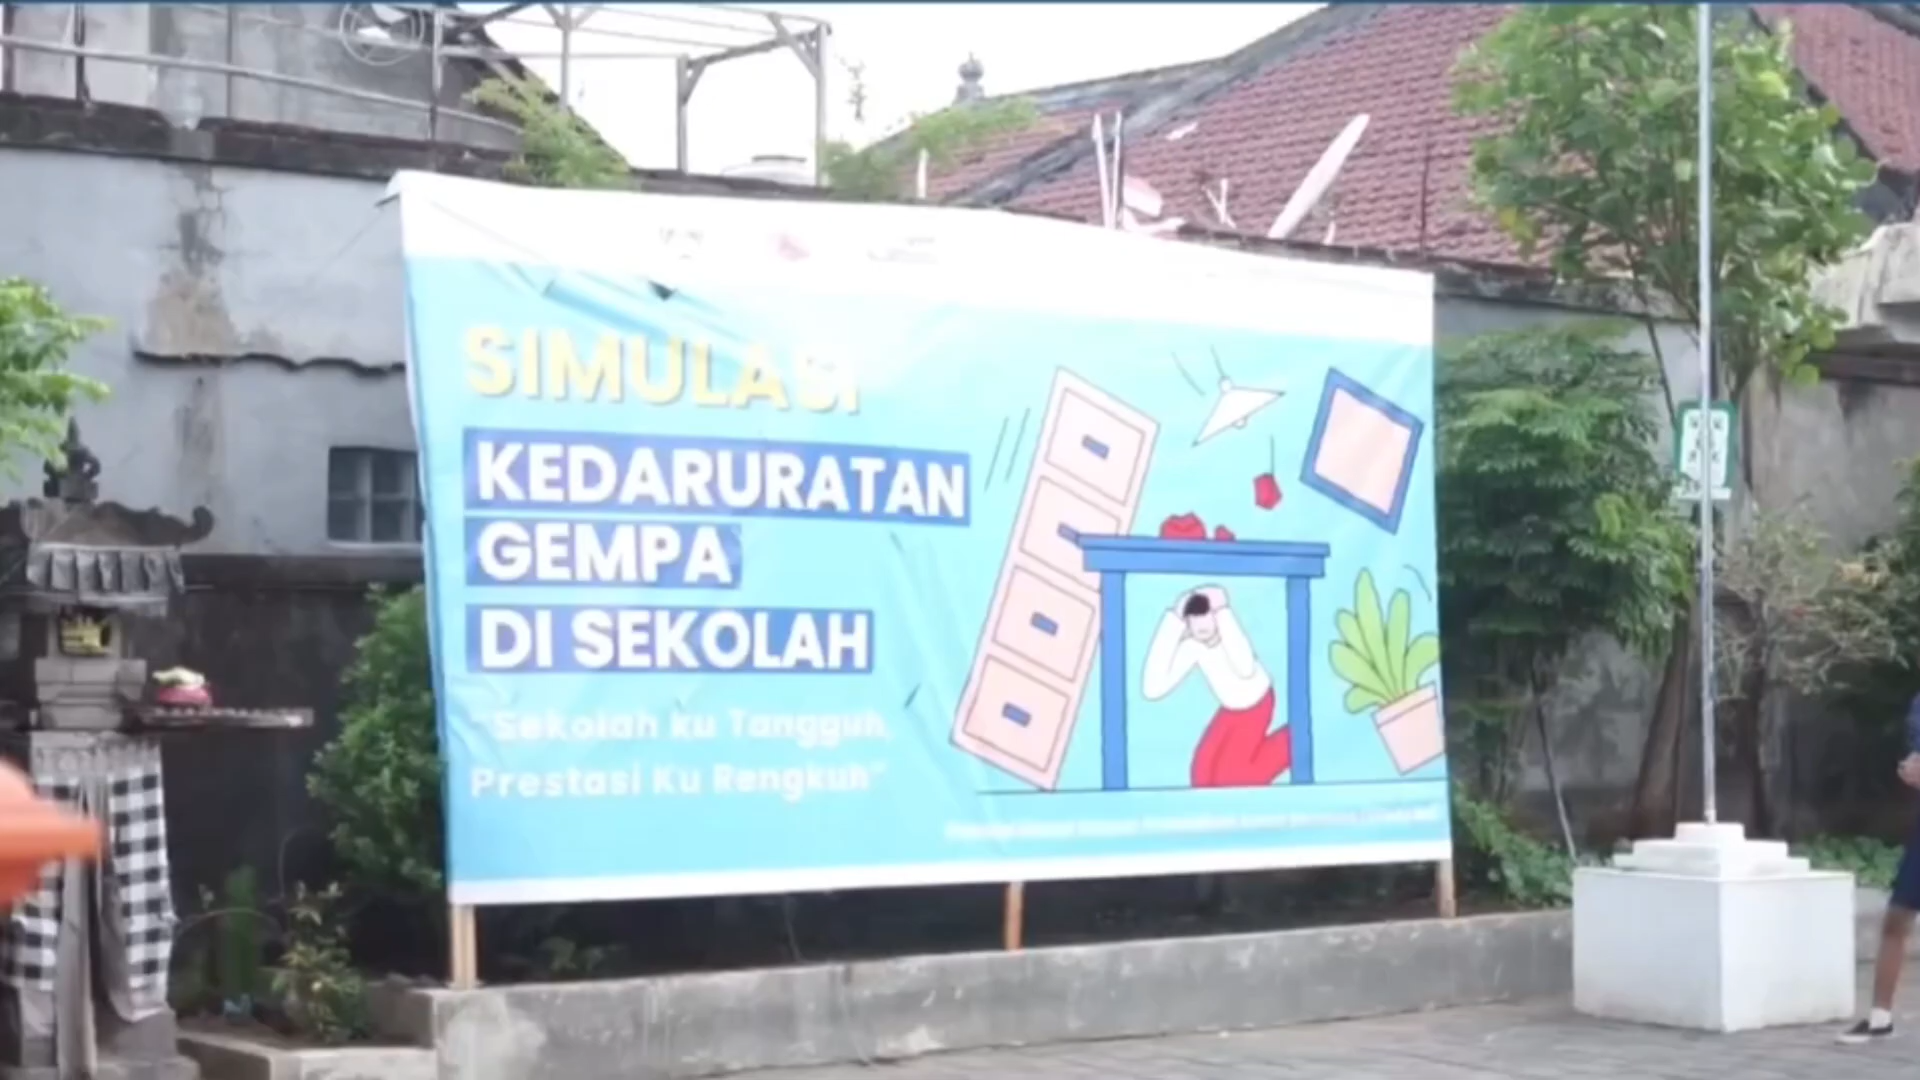 SIMULASI
KEDARURATAN
GEMPA
DI SEKOLAH
"Sekolah ku Tangguh,
Prestasi Ku Rengkuh"